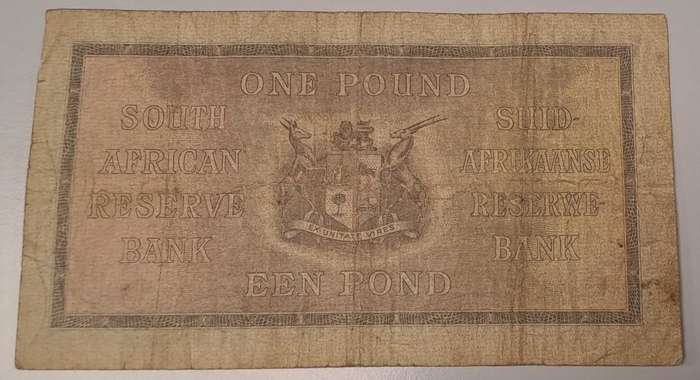 ONE POUND
SOUTH
AFRICAN
RESERVE
BANK
SUID-
AFRIKAANSE
RESERWE-
BANK
EX UNITATE VIRES
EEN POND